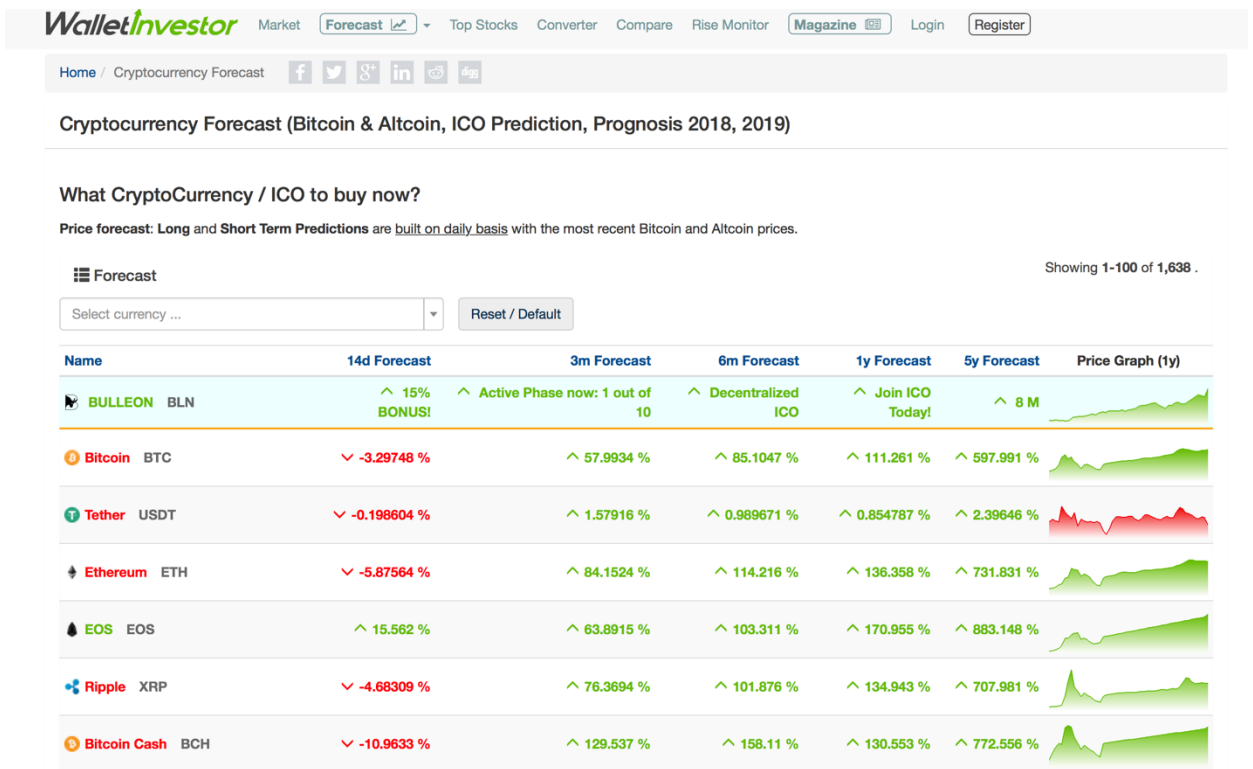 WalletInvestor Market Forecast Top Stocks Converter Compare Rise Monitor Magazine Login Register
Home / Cryptocurrency Forecast f g+ in digg
Cryptocurrency Forecast (Bitcoin & Altcoin, ICO Prediction, Prognosis 2018, 2019)
What CryptoCurrency / ICO to buy now?
Price forecast: Long and Short Term Predictions are built on daily basis with the most recent Bitcoin and Altcoin prices.
Forecast
Showing 1-100 of 1,638 .
Select currency ... Reset / Default
Name 14d Forecast 3m Forecast 6m Forecast 1y Forecast 5y Forecast Price Graph (1y)
BULLEON BLN 15% BONUS! Active Phase now: 1 out of 10 Decentralized ICO Join ICO Today! 8 M
Bitcoin BTC -3.29748 % 57.9934 % 85.1047 % 111.261 % 597.991 %
Tether USDT -0.198604 % 1.57916 % 0.989671 % 0.854787 % 2.39646 %
Ethereum ETH -5.87564 % 84.1524 % 114.216 % 136.358 % 731.831 %
EOS EOS 15.562 % 63.8915 % 103.311 % 170.955 % 883.148 %
Ripple XRP -4.68309 % 76.3694 % 101.876 % 134.943 % 707.981 %
Bitcoin Cash BCH -10.9633 % 129.537 % 158.11 % 130.553 % 772.556 %